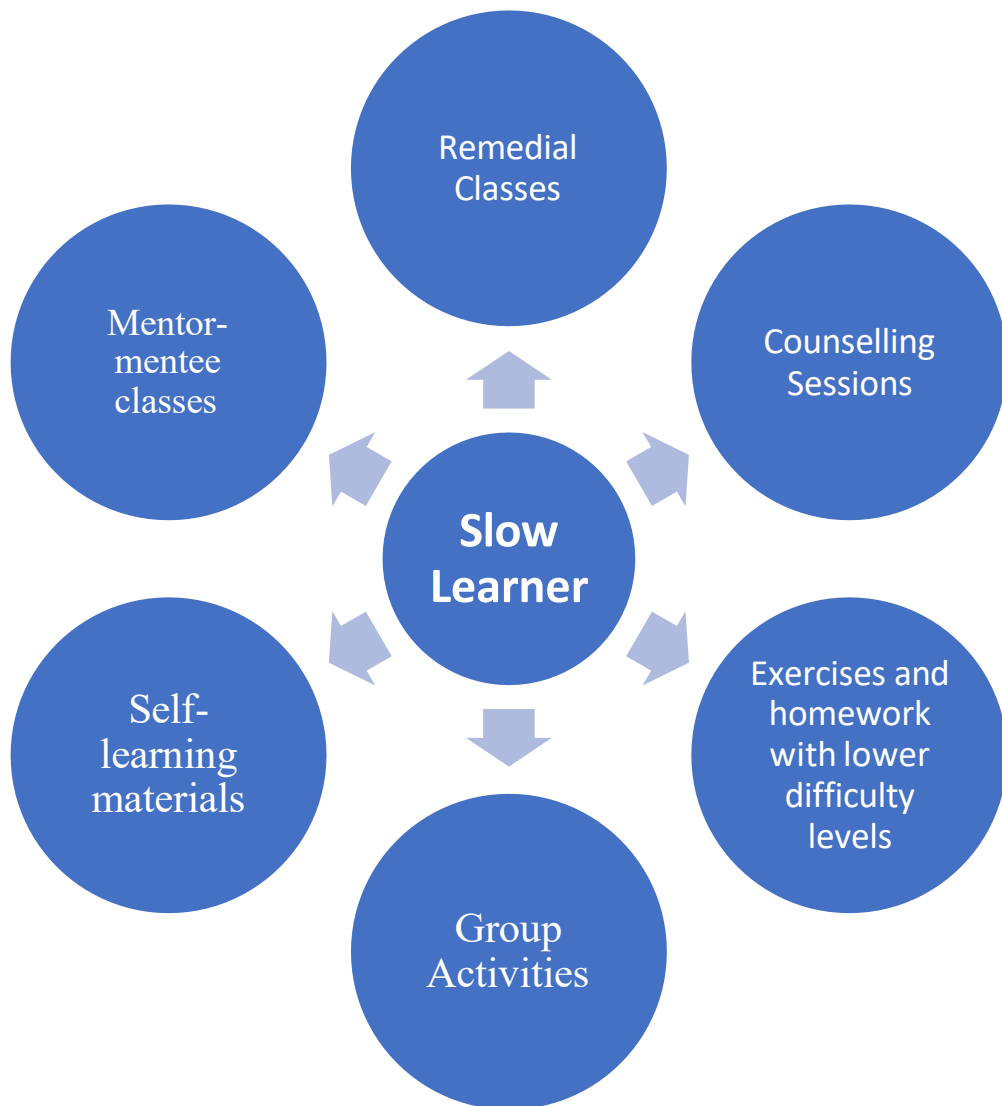 Remedial
Classes
Mentor-
mentee
classes
Counselling
Sessions
Slow
Learner
Self-
learning
materials
Exercises and
homework
with lower
difficulty
levels
Group
Activities